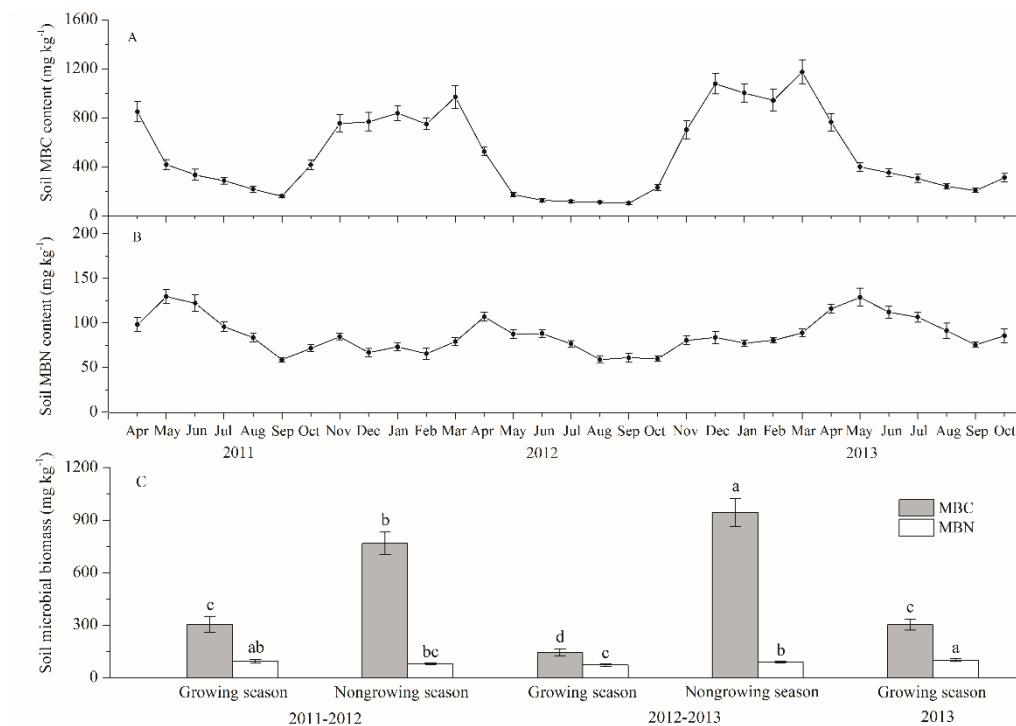 A
Soil MBC content (mg kg-1)
1600
1200
800
400
0
B
Soil MBN content (mg kg-1)
200
150
100
50
0
Apr May Jun Jul Aug Sep Oct Nov Dec Jan Feb Mar Apr May Jun Jul Aug Sep Oct Nov Dec Jan Feb Mar Apr May Jun Jul Aug Sep Oct
2011 2012 2013
C
Soil microbial biomass (mg kg-1)
1200
900
600
300
0
MBC
MBN
c ab b bc d c a b c a
Growing season Nongrowing season Growing season Nongrowing season Growing season
2011-2012 2012-2013 2013